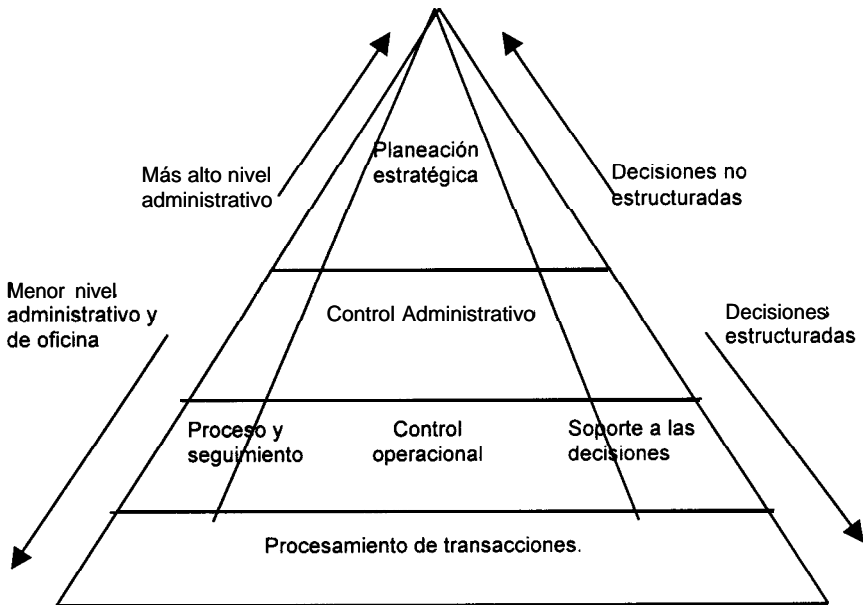 Planeación
estratégica
Más alto nivel
administrativo
Decisiones no
estructuradas
Menor nivel
administrativo y
de oficina
Control Administrativo
Decisiones
estructuradas
Proceso y
seguimiento
Control
operacional
Soporte a las
decisiones
Procesamiento de transacciones.